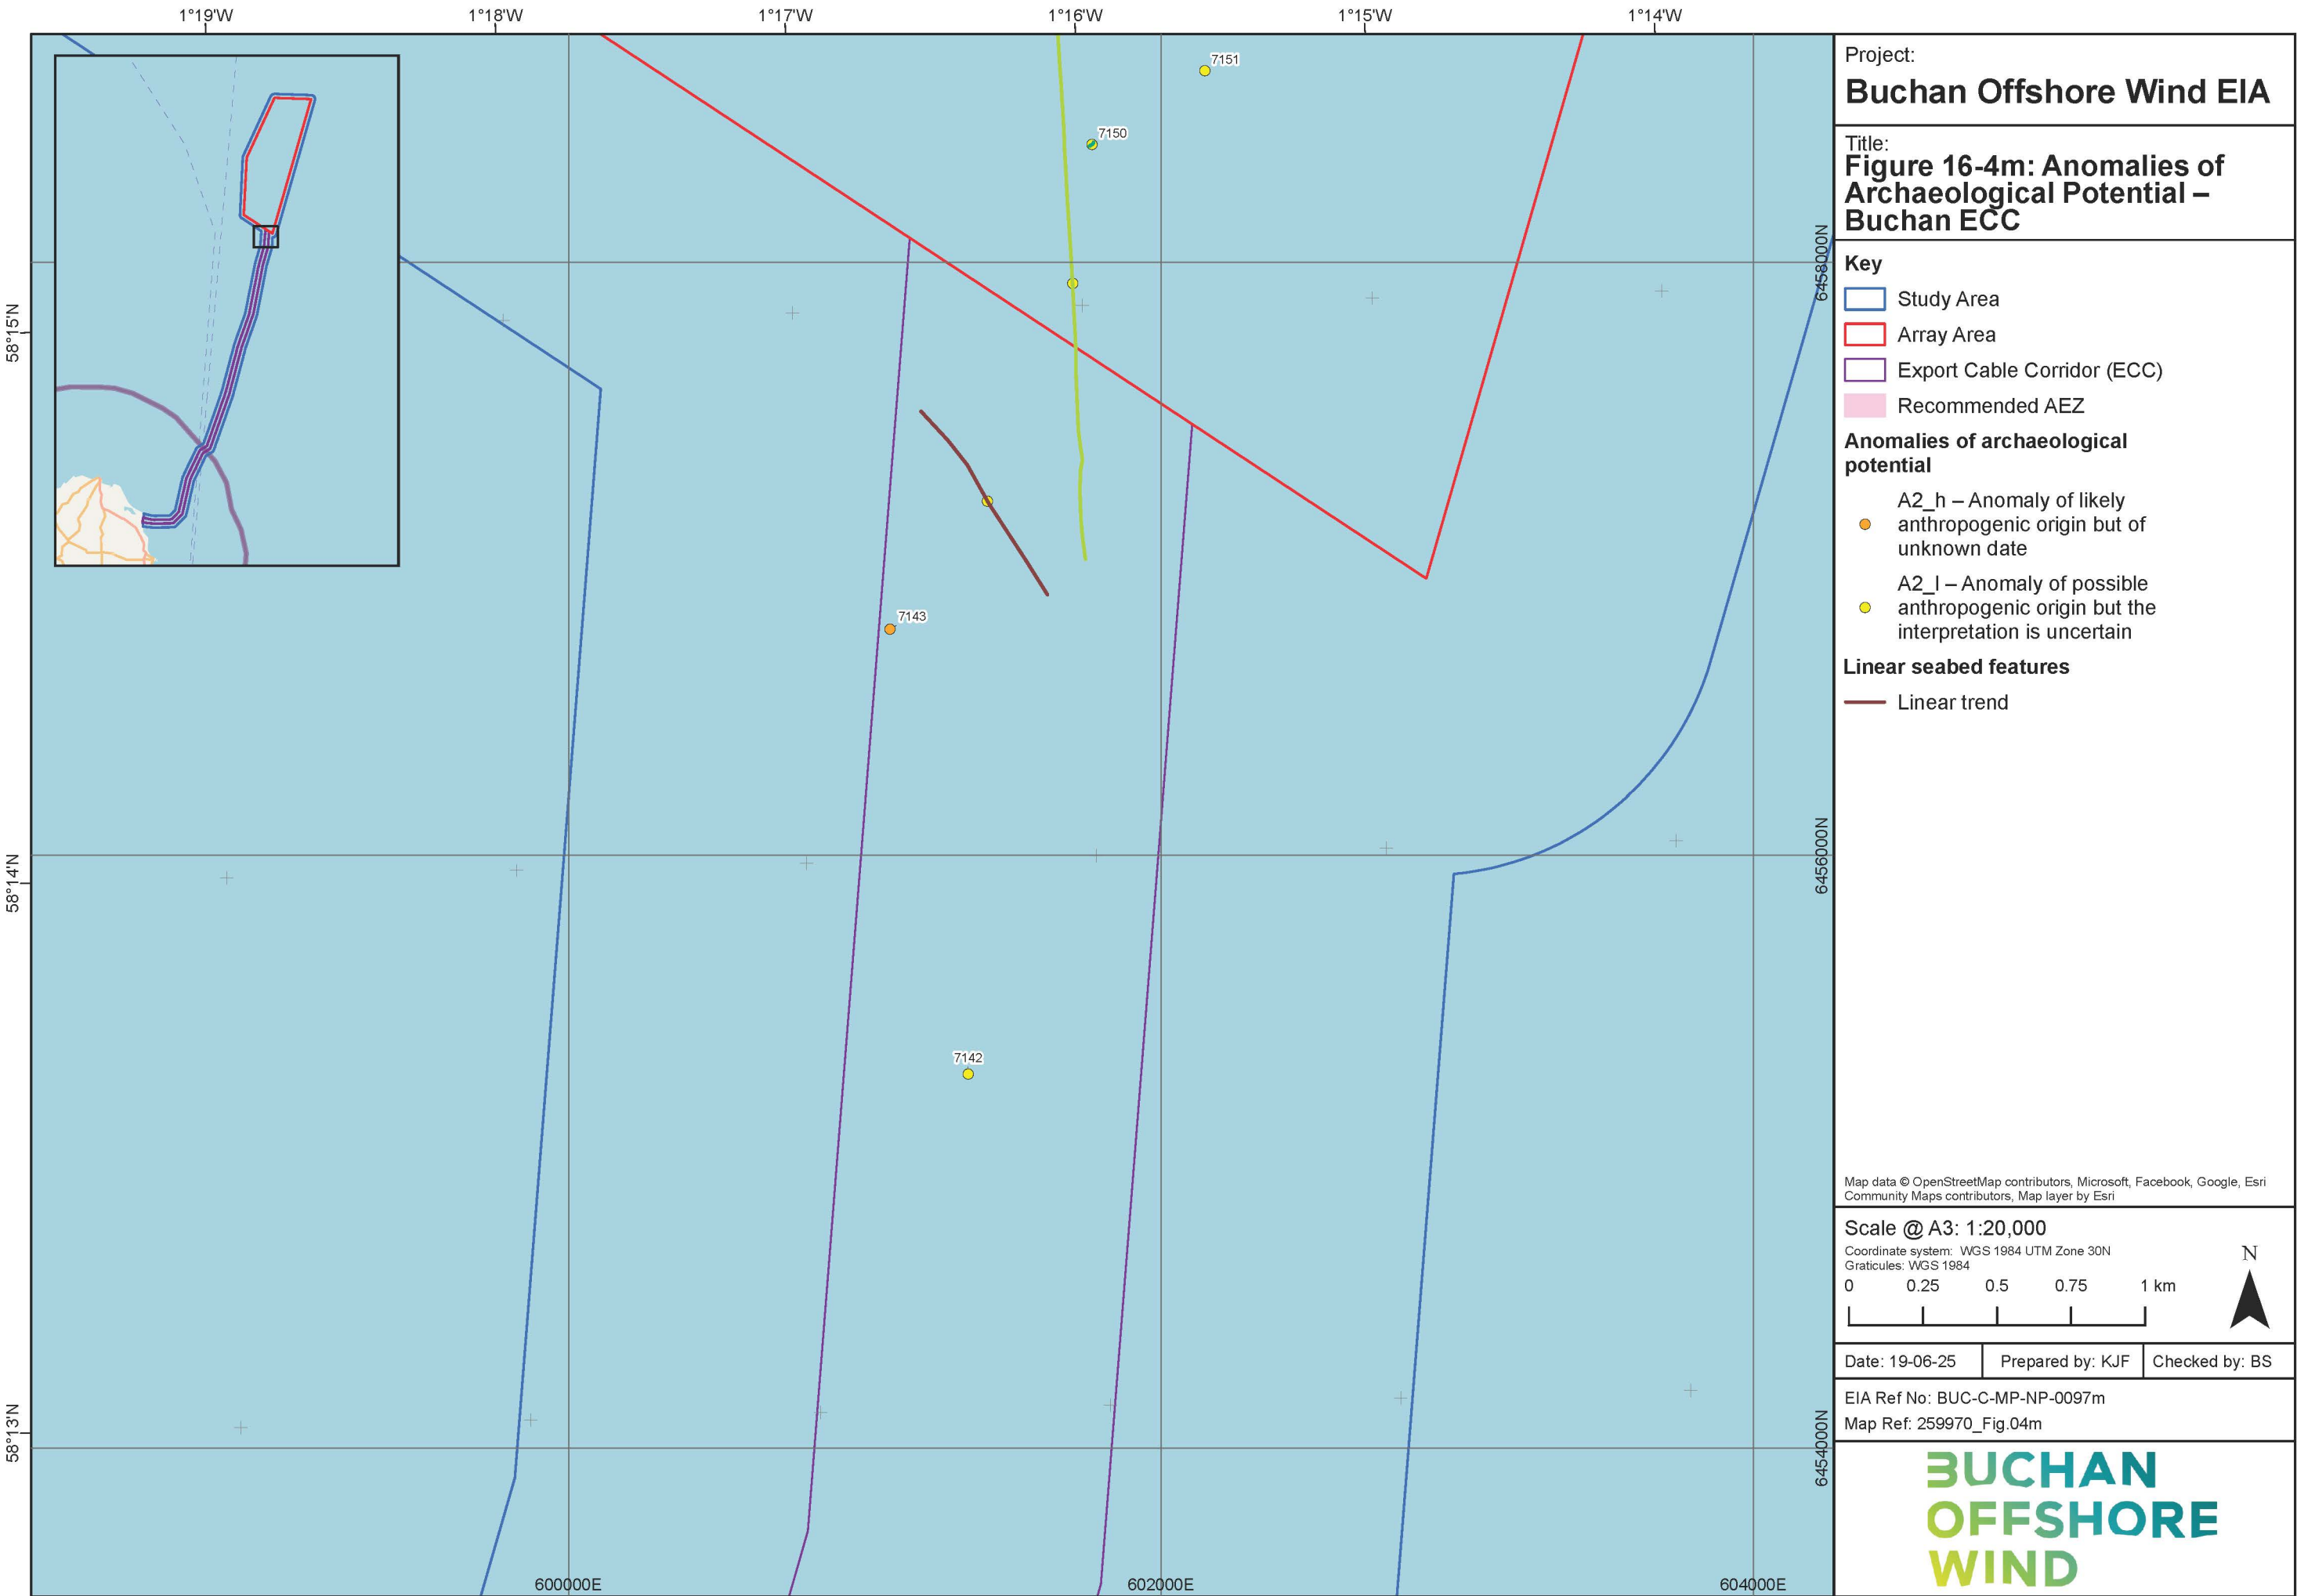 1°19'W 1°18'W 1°17'W 1°16'W 1°15'W 1°14'W
58°15'N
58°14'N
58°13'N
7151
7150
7143
7142
6458000N
6456000N
6454000N
600000E 602000E 604000E
Project:
Buchan Offshore Wind EIA
Title:
Figure 16-4m: Anomalies of
Archaeological Potential –
Buchan ECC
Key
Study Area
Array Area
Export Cable Corridor (ECC)
Recommended AEZ
Anomalies of archaeological
potential
A2_h – Anomaly of likely
anthropogenic origin but of
unknown date
A2_l – Anomaly of possible
anthropogenic origin but the
interpretation is uncertain
Linear seabed features
Linear trend
Map data © OpenStreetMap contributors, Microsoft, Facebook, Google, Esri
Community Maps contributors, Map layer by Esri
Scale @ A3: 1:20,000
Coordinate system: WGS 1984 UTM Zone 30N
Graticules: WGS 1984
N
0 0.25 0.5 0.75 1 km
Date: 19-06-25 Prepared by: KJF Checked by: BS
EIA Ref No: BUC-C-MP-NP-0097m
Map Ref: 259970_Fig.04m
BUCHAN
OFFSHORE
WIND